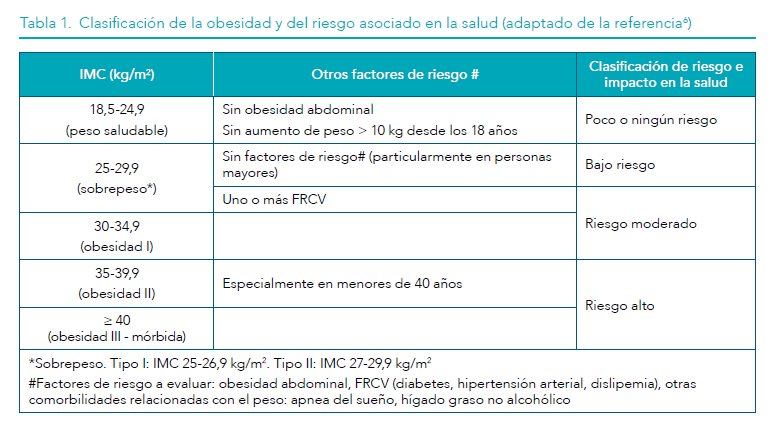 Tabla 1. Clasificación de la obesidad y del riesgo asociado en la salud (adaptado de la referencia⁶)
IMC (kg/m²)
Otros factores de riesgo #
Clasificación de riesgo e
impacto en la salud
18,5-24,9
(peso saludable)
Sin obesidad abdominal
Sin aumento de peso > 10 kg desde los 18 años
Poco o ningún riesgo
25-29,9
(sobrepeso*)
Sin factores de riesgo# (particularmente en personas
mayores)
Bajo riesgo
Uno o más FRCV
Riesgo moderado
30-34,9
(obesidad I)
35-39,9
(obesidad II)
Especialmente en menores de 40 años
Riesgo alto
≥ 40
(obesidad III - mórbida)
*Sobrepeso. Tipo I: IMC 25-26,9 kg/m². Tipo II: IMC 27-29,9 kg/m²
#Factores de riesgo a evaluar: obesidad abdominal, FRCV (diabetes, hipertensión arterial, dislipemia), otras
comorbilidades relacionadas con el peso: apnea del sueño, hígado graso no alcohólico